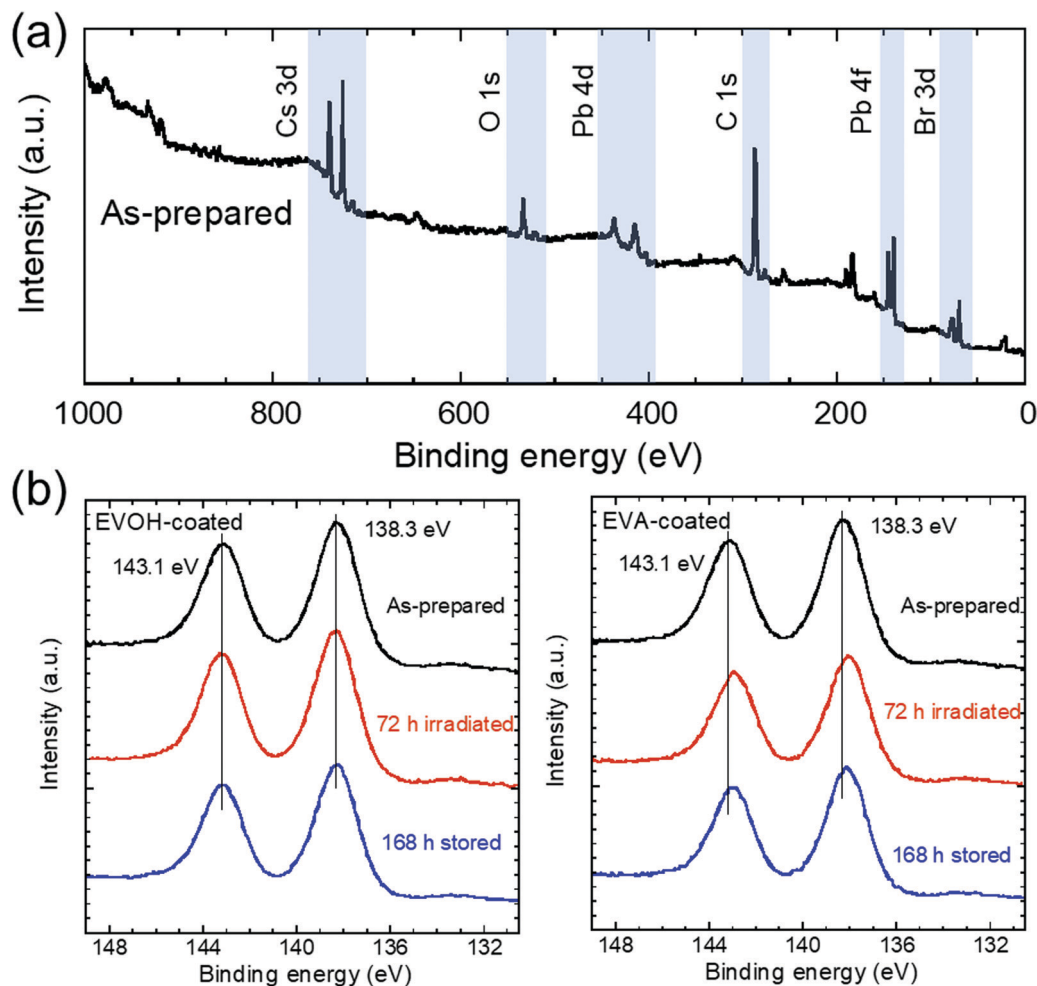 (a)
Intensity (a.u.)
As-prepared
Cs 3d
O 1s
Pb 4d
C 1s
Pb 4f
Br 3d
1000 800 600 400 200 0
Binding energy (eV)
(b)
Intensity (a.u.)
EVOH-coated
143.1 eV
138.3 eV
As-prepared
72 h irradiated
168 h stored
148 144 140 136 132
Binding energy (eV)
Intensity (a.u.)
EVA-coated
143.1 eV
138.3 eV
As-prepared
72 h irradiated
168 h stored
148 144 140 136 132
Binding energy (eV)